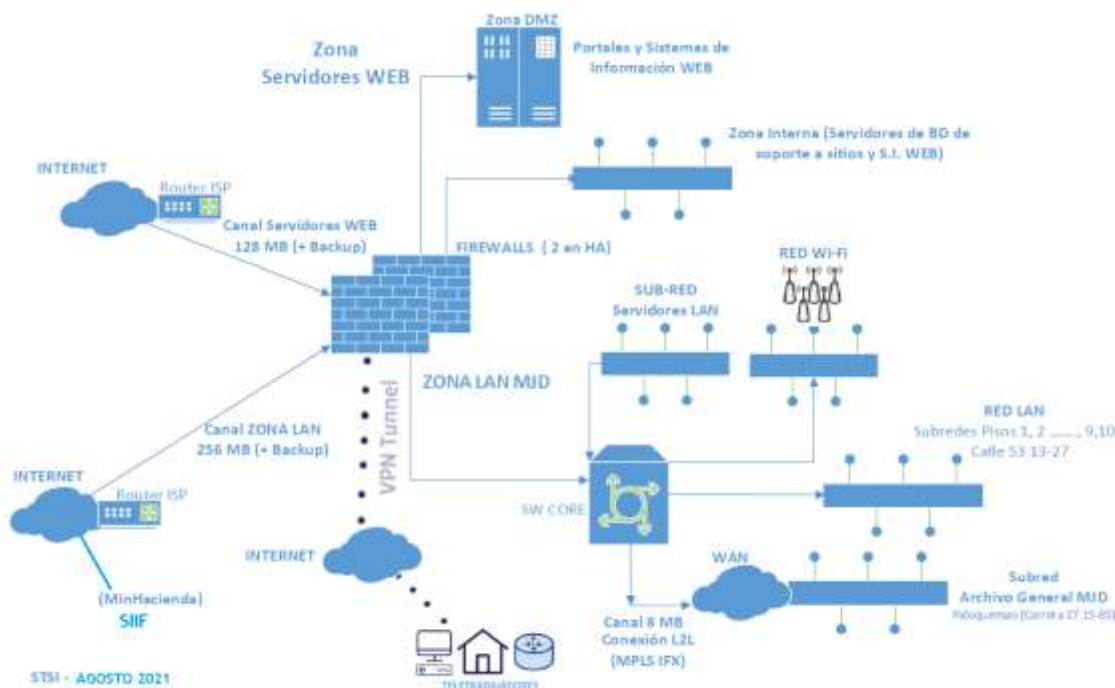 Zona DMZ
Zona
Servidores WEB
Portales y Sistemas de
Información WEB
Zona Interna (Servidores de BD de
soporte a sitios y S.I. WEB)
INTERNET
Router ISP
Canal Servidores WEB
128 MB (+ Backup)
FIREWALLS ( 2 en HA)
RED Wi-Fi
SUB-RED
Servidores LAN
ZONA LAN MJD
RED LAN
Subredes Pisos 1, 2 ......., 9,10
Calle 53 13-27
Canal ZONA LAN
256 MB (+ Backup)
VPN Tunnel
INTERNET
Router ISP
SW CORE
INTERNET
WAN
Subred
Archivo General MJD
(MinHacienda)
SIIF
Canal 8 MB
Conexión L2L
(MPLS IFX)
TELETRABAJADORES
STSI - AGOSTO 2021